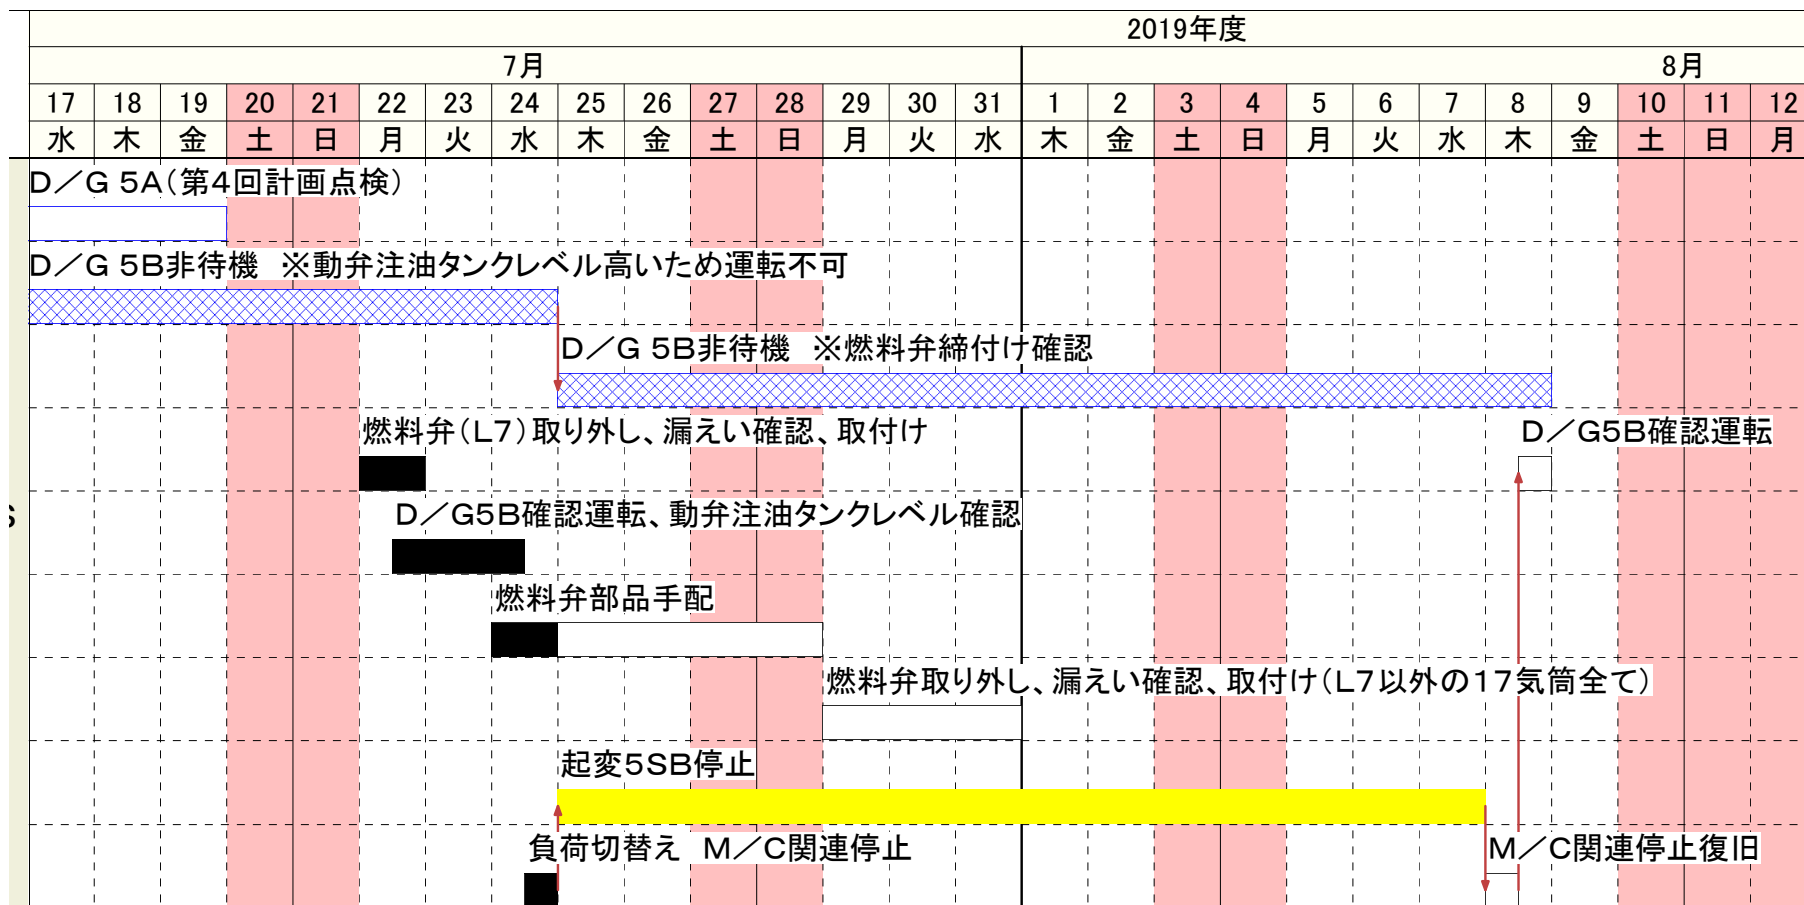 2019年度
7月 8月
17 18 19 20 21 22 23 24 25 26 27 28 29 30 31 1 2 3 4 5 6 7 8 9 10 11 12
水 木 金 土 日 月 火 水 木 金 土 日 月 火 水 木 金 土 日 月 火 水 木 金 土 日 月
D／G 5A（第4回計画点検）
D／G 5B非待機　※動弁注油タンクレベル高いため運転不可
D／G 5B非待機　※燃料弁締付け確認
燃料弁（L7）取り外し、漏えい確認、取付け
D／G5B確認運転
D／G5B確認運転、動弁注油タンクレベル確認
燃料弁部品手配
燃料弁取り外し、漏えい確認、取付け（L7以外の17気筒全て）
起変5SB停止
負荷切替え　M／C関連停止
M／C関連停止復旧